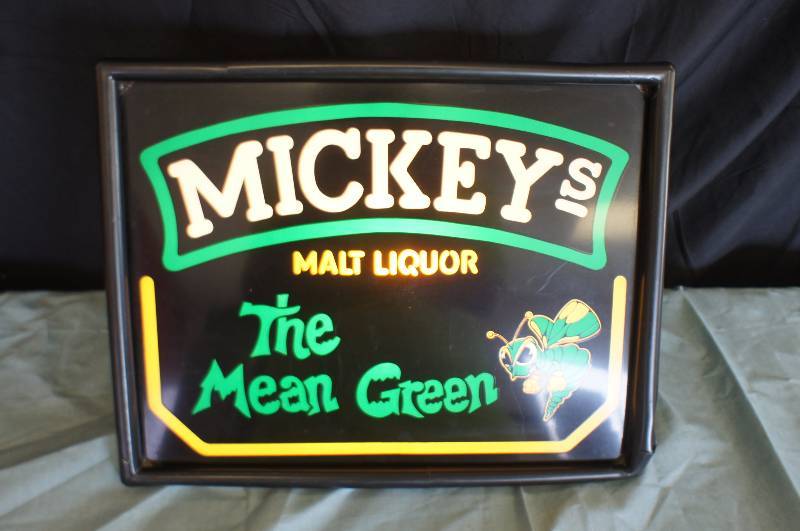 MICKEYS
MALT LIQUOR
The
Mean Green